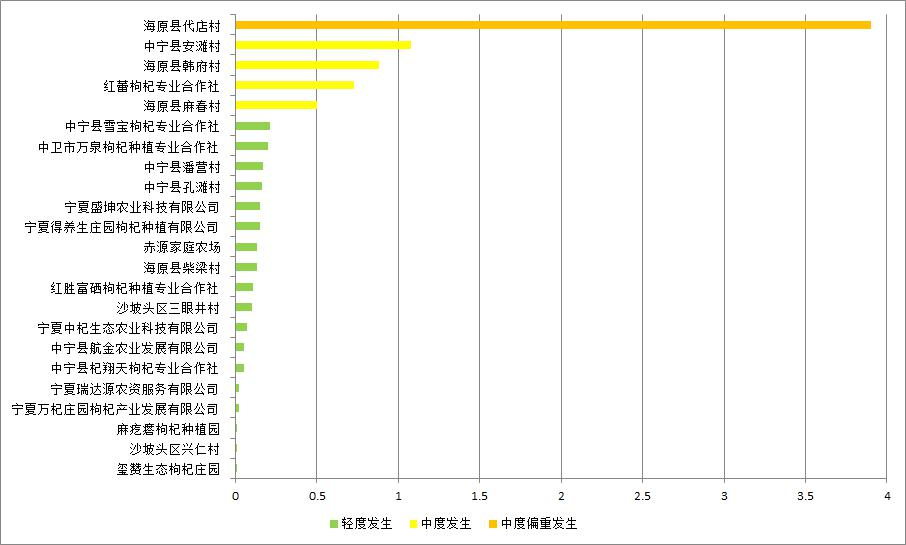 海原县代店村
中宁县安滩村
海原县韩府村
红蕾枸杞专业合作社
海原县麻春村
中宁县雪宝枸杞专业合作社
中卫市万泉枸杞种植专业合作社
中宁县潘营村
中宁县孔滩村
宁夏盛坤农业科技有限公司
宁夏得养生庄园枸杞种植有限公司
赤源家庭农场
海原县柴梁村
红胜富硒枸杞种植专业合作社
沙坡头区三眼井村
宁夏中杞生态农业科技有限公司
中宁县航金农业发展有限公司
中宁县杞翔天枸杞专业合作社
宁夏瑞达源农资服务有限公司
宁夏万杞庄园枸杞产业发展有限公司
麻疙瘩枸杞种植园
沙坡头区兴仁村
玺赞生态枸杞庄园
0 0.5 1 1.5 2 2.5 3 3.5 4
轻度发生 中度发生 中度偏重发生